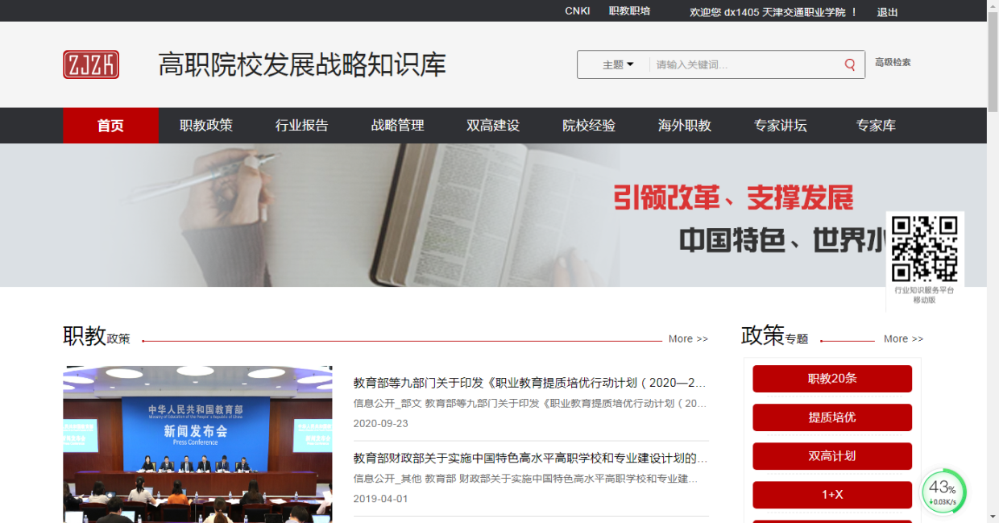 CNKI 职教职培 欢迎您 dx1405 天津交通职业学院 ！ 退出
ZJZK 高职院校发展战略知识库 主题 请输入关键词... 高级检索
首页 职教政策 行业报告 战略管理 双高建设 院校经验 海外职教 专家讲坛 专家库
引领改革、支撑发展
中国特色、世界水
行业知识服务平台
移动版
职教政策 More >>
政策专题 More >>
中华人民共和国教育部
Ministry of Education of the People's Republic of China
新闻发布会
Press Conference
教育部等九部门关于印发《职业教育提质培优行动计划（2020—2...
信息公开_部文 教育部等九部门关于印发《职业教育提质培优行动计划（20...
2020-09-23
教育部财政部关于实施中国特色高水平高职学校和专业建设计划的...
信息公开_其他 教育部 财政部关于实施中国特色高水平高职学校和专业建...
2019-04-01
职教20条
提质培优
双高计划
1+X
43%
0.03K/s